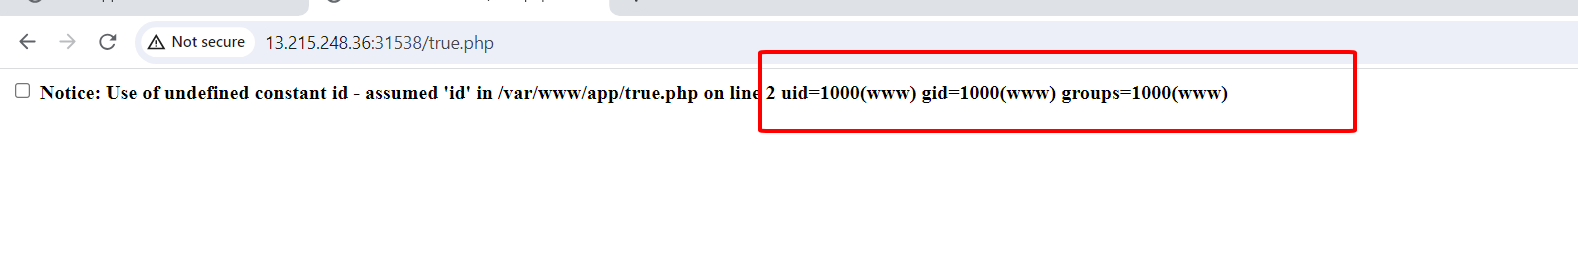 Not secure 13.215.248.36:31538/true.php
Notice: Use of undefined constant id - assumed 'id' in /var/www/app/true.php on line 2 uid=1000(www) gid=1000(www) groups=1000(www)